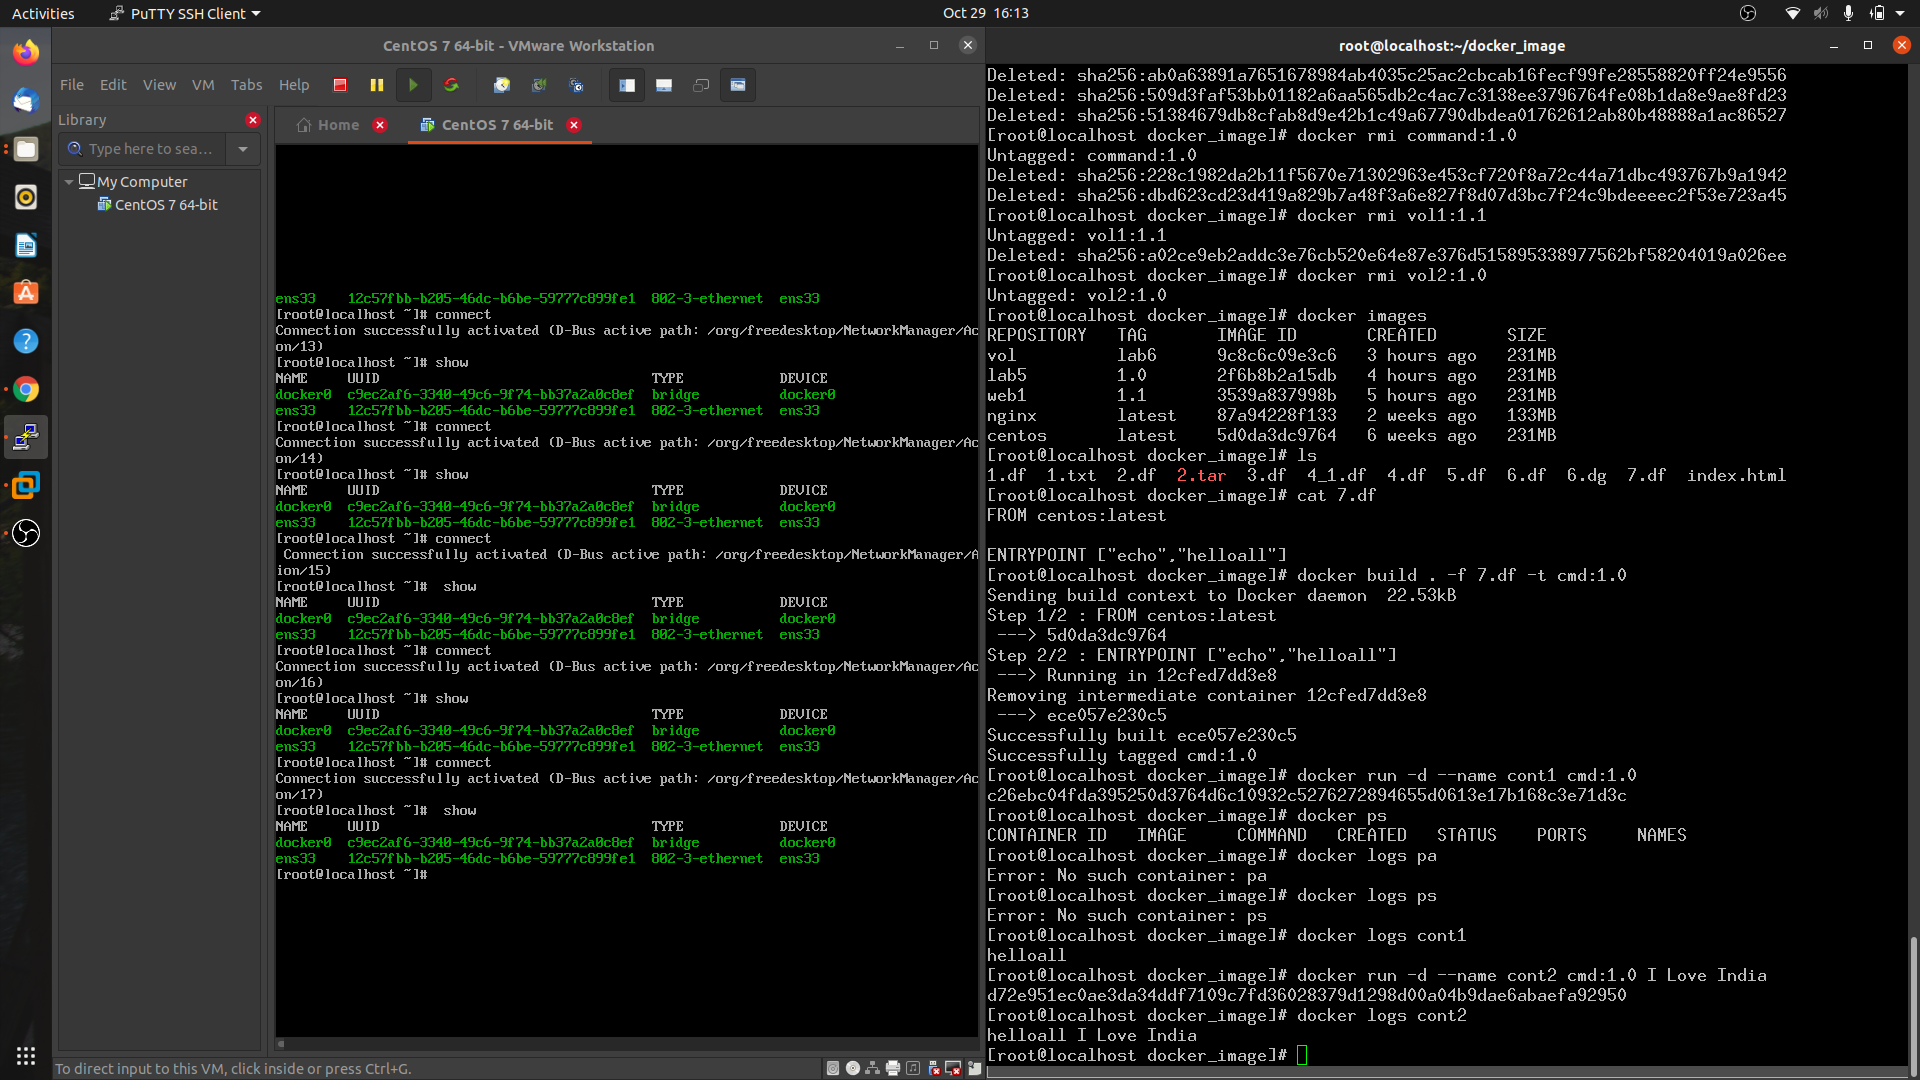 Activities
PuTTY SSH Client
Oct 29 16:13
CentOS 7 64-bit - VMware Workstation
File Edit View VM Tabs Help
Library
Type here to sea...
My Computer
CentOS 7 64-bit
Home
CentOS 7 64-bit
ens33 12c57fbb-b205-46dc-b6be-59777c899fe1 802-3-ethernet ens33
[root@localhost ~]# connect
Connection successfully activated (D-Bus active path: /org/freedesktop/NetworkManager/Ac
on/13)
[root@localhost ~]# show
NAME UUID TYPE DEVICE
docker0 c9ec2af6-3340-49c6-9f74-bb37a2a0c8ef bridge docker0
ens33 12c57fbb-b205-46dc-b6be-59777c899fe1 802-3-ethernet ens33
[root@localhost ~]# connect
Connection successfully activated (D-Bus active path: /org/freedesktop/NetworkManager/Ac
on/14)
[root@localhost ~]# show
NAME UUID TYPE DEVICE
docker0 c9ec2af6-3340-49c6-9f74-bb37a2a0c8ef bridge docker0
ens33 12c57fbb-b205-46dc-b6be-59777c899fe1 802-3-ethernet ens33
[root@localhost ~]# connect
Connection successfully activated (D-Bus active path: /org/freedesktop/NetworkManager/A
ion/15)
[root@localhost ~]# show
NAME UUID TYPE DEVICE
docker0 c9ec2af6-3340-49c6-9f74-bb37a2a0c8ef bridge docker0
ens33 12c57fbb-b205-46dc-b6be-59777c899fe1 802-3-ethernet ens33
[root@localhost ~]# connect
Connection successfully activated (D-Bus active path: /org/freedesktop/NetworkManager/Ac
on/16)
[root@localhost ~]# show
NAME UUID TYPE DEVICE
docker0 c9ec2af6-3340-49c6-9f74-bb37a2a0c8ef bridge docker0
ens33 12c57fbb-b205-46dc-b6be-59777c899fe1 802-3-ethernet ens33
[root@localhost ~]# connect
Connection successfully activated (D-Bus active path: /org/freedesktop/NetworkManager/Ac
on/17)
[root@localhost ~]# show
NAME UUID TYPE DEVICE
docker0 c9ec2af6-3340-49c6-9f74-bb37a2a0c8ef bridge docker0
ens33 12c57fbb-b205-46dc-b6be-59777c899fe1 802-3-ethernet ens33
[root@localhost ~]#
To direct input to this VM, click inside or press Ctrl+G.
root@localhost:~/docker_image
Deleted: sha256:ab0a63891a7651678984ab4035c25ac2cbcab16fecf99fe28558820ff24e9556
Deleted: sha256:509d3faf53bb01182a6aa565db2c4ac7c3138ee3796764fe08b1da8e9ae8fd23
Deleted: sha256:51384679db8cfab8d9e42b1c49a67790dbdea01762612ab80b48888a1ac86527
[root@localhost docker_image]# docker rmi command:1.0
Untagged: command:1.0
Deleted: sha256:228c1982da2b11f5670e71302963e453cf720f8a72c44a71dbc493767b9a1942
Deleted: sha256:dbd623cd23d419a829b7a48f3a6e827f8d07d3bc7f24c9bdeeeec2f53e723a45
[root@localhost docker_image]# docker rmi vol1:1.1
Untagged: vol1:1.1
Deleted: sha256:a02ce9eb2addc3e76cb520e64e87e376d515895338977562bf58204019a026ee
[root@localhost docker_image]# docker rmi vol2:1.0
Untagged: vol2:1.0
[root@localhost docker_image]# docker images
REPOSITORY TAG IMAGE ID CREATED SIZE
vol lab6 9c8c6c09e3c6 3 hours ago 231MB
lab5 1.0 2f6b8b2a15db 4 hours ago 231MB
web1 1.1 3539a837998b 5 hours ago 231MB
nginx latest 87a94228f133 2 weeks ago 133MB
centos latest 5d0da3dc9764 6 weeks ago 231MB
[root@localhost docker_image]# ls
1.df 1.txt 2.df 2.tar 3.df 4_1.df 4.df 5.df 6.df 6.dg 7.df index.html
[root@localhost docker_image]# cat 7.df
FROM centos:latest
ENTRYPOINT ["echo","helloall"]
[root@localhost docker_image]# docker build . -f 7.df -t cmd:1.0
Sending build context to Docker daemon 22.53kB
Step 1/2 : FROM centos:latest
---> 5d0da3dc9764
Step 2/2 : ENTRYPOINT ["echo","helloall"]
---> Running in 12cfed7dd3e8
Removing intermediate container 12cfed7dd3e8
---> ece057e230c5
Successfully built ece057e230c5
Successfully tagged cmd:1.0
[root@localhost docker_image]# docker run -d --name cont1 cmd:1.0
c26ebc04fda395250d3764d6c10932c5276272894655d0613e17b168c3e71d3c
[root@localhost docker_image]# docker ps
CONTAINER ID IMAGE COMMAND CREATED STATUS PORTS NAMES
[root@localhost docker_image]# docker logs pa
Error: No such container: pa
[root@localhost docker_image]# docker logs ps
Error: No such container: ps
[root@localhost docker_image]# docker logs cont1
helloall
[root@localhost docker_image]# docker run -d --name cont2 cmd:1.0 I Love India
d72e951ec0ae3da34ddf7109c7fd36028379d1298d00a04b9dae6abaefa92950
[root@localhost docker_image]# docker logs cont2
helloall I Love India
[root@localhost docker_image]#